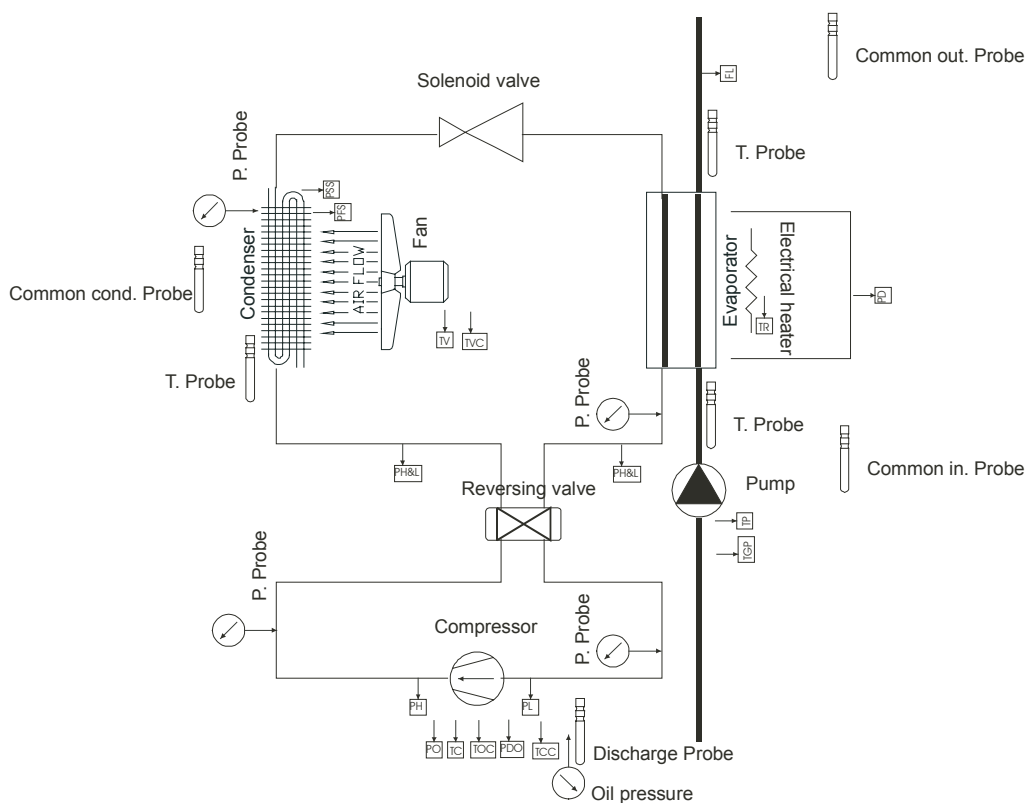 Common out. Probe
FL
Solenoid valve
P. Probe
T. Probe
PSS
PFS
Condenser
AIR FLOW
Fan
Evaporator
Electrical heater
Common cond. Probe
PD
TR
TV
TVC
T. Probe
P. Probe
T. Probe
Common in. Probe
PH&L
PH&L
Pump
Reversing valve
TP
TGP
P. Probe
Compressor
P. Probe
PH
PL
PO
TC
TOC
PDO
TCC
Discharge Probe
Oil pressure